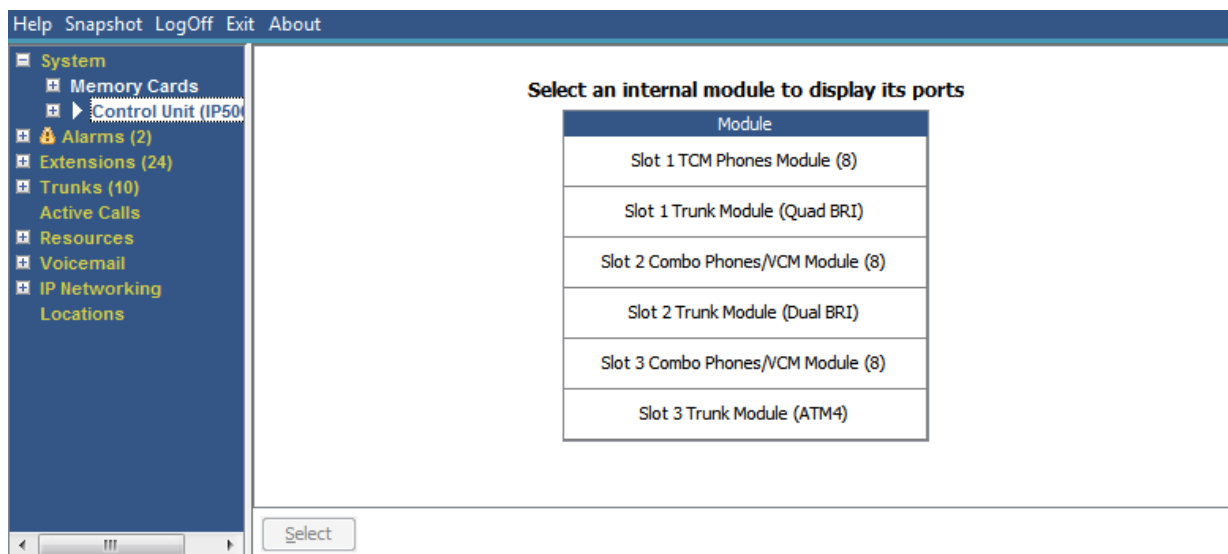 Help Snapshot LogOff Exit About
System
Memory Cards
Control Unit (IP50
Alarms (2)
Extensions (24)
Trunks (10)
Active Calls
Resources
Voicemail
IP Networking
Locations
Select an internal module to display its ports
Module
Slot 1 TCM Phones Module (8)
Slot 1 Trunk Module (Quad BRI)
Slot 2 Combo Phones/VCM Module (8)
Slot 2 Trunk Module (Dual BRI)
Slot 3 Combo Phones/VCM Module (8)
Slot 3 Trunk Module (ATM4)
Select